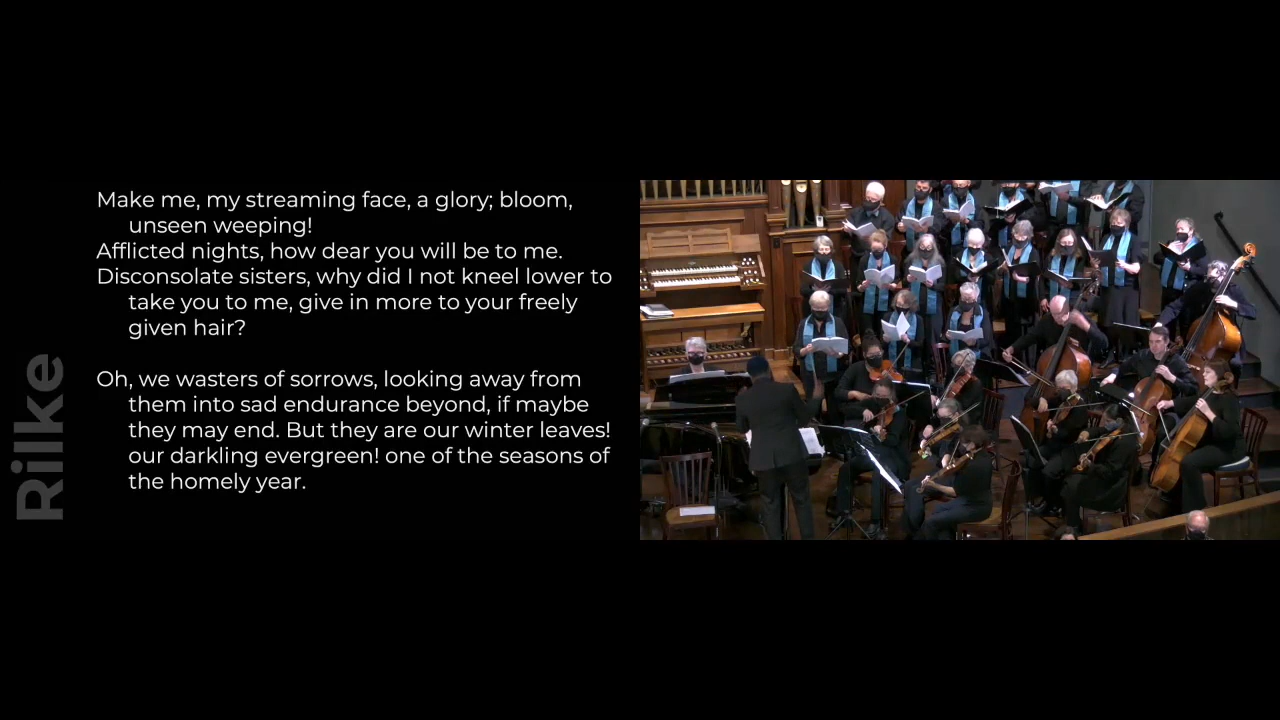 Make me, my streaming face, a glory; bloom,
unseen weeping!
Afflicted nights, how dear you will be to me.
Disconsolate sisters, why did I not kneel lower to
take you to me, give in more to your freely
given hair?
Oh, we wasters of sorrows, looking away from
them into sad endurance beyond, if maybe
they may end. But they are our winter leaves!
our darkling evergreen! one of the seasons of
the homely year.
Rilke